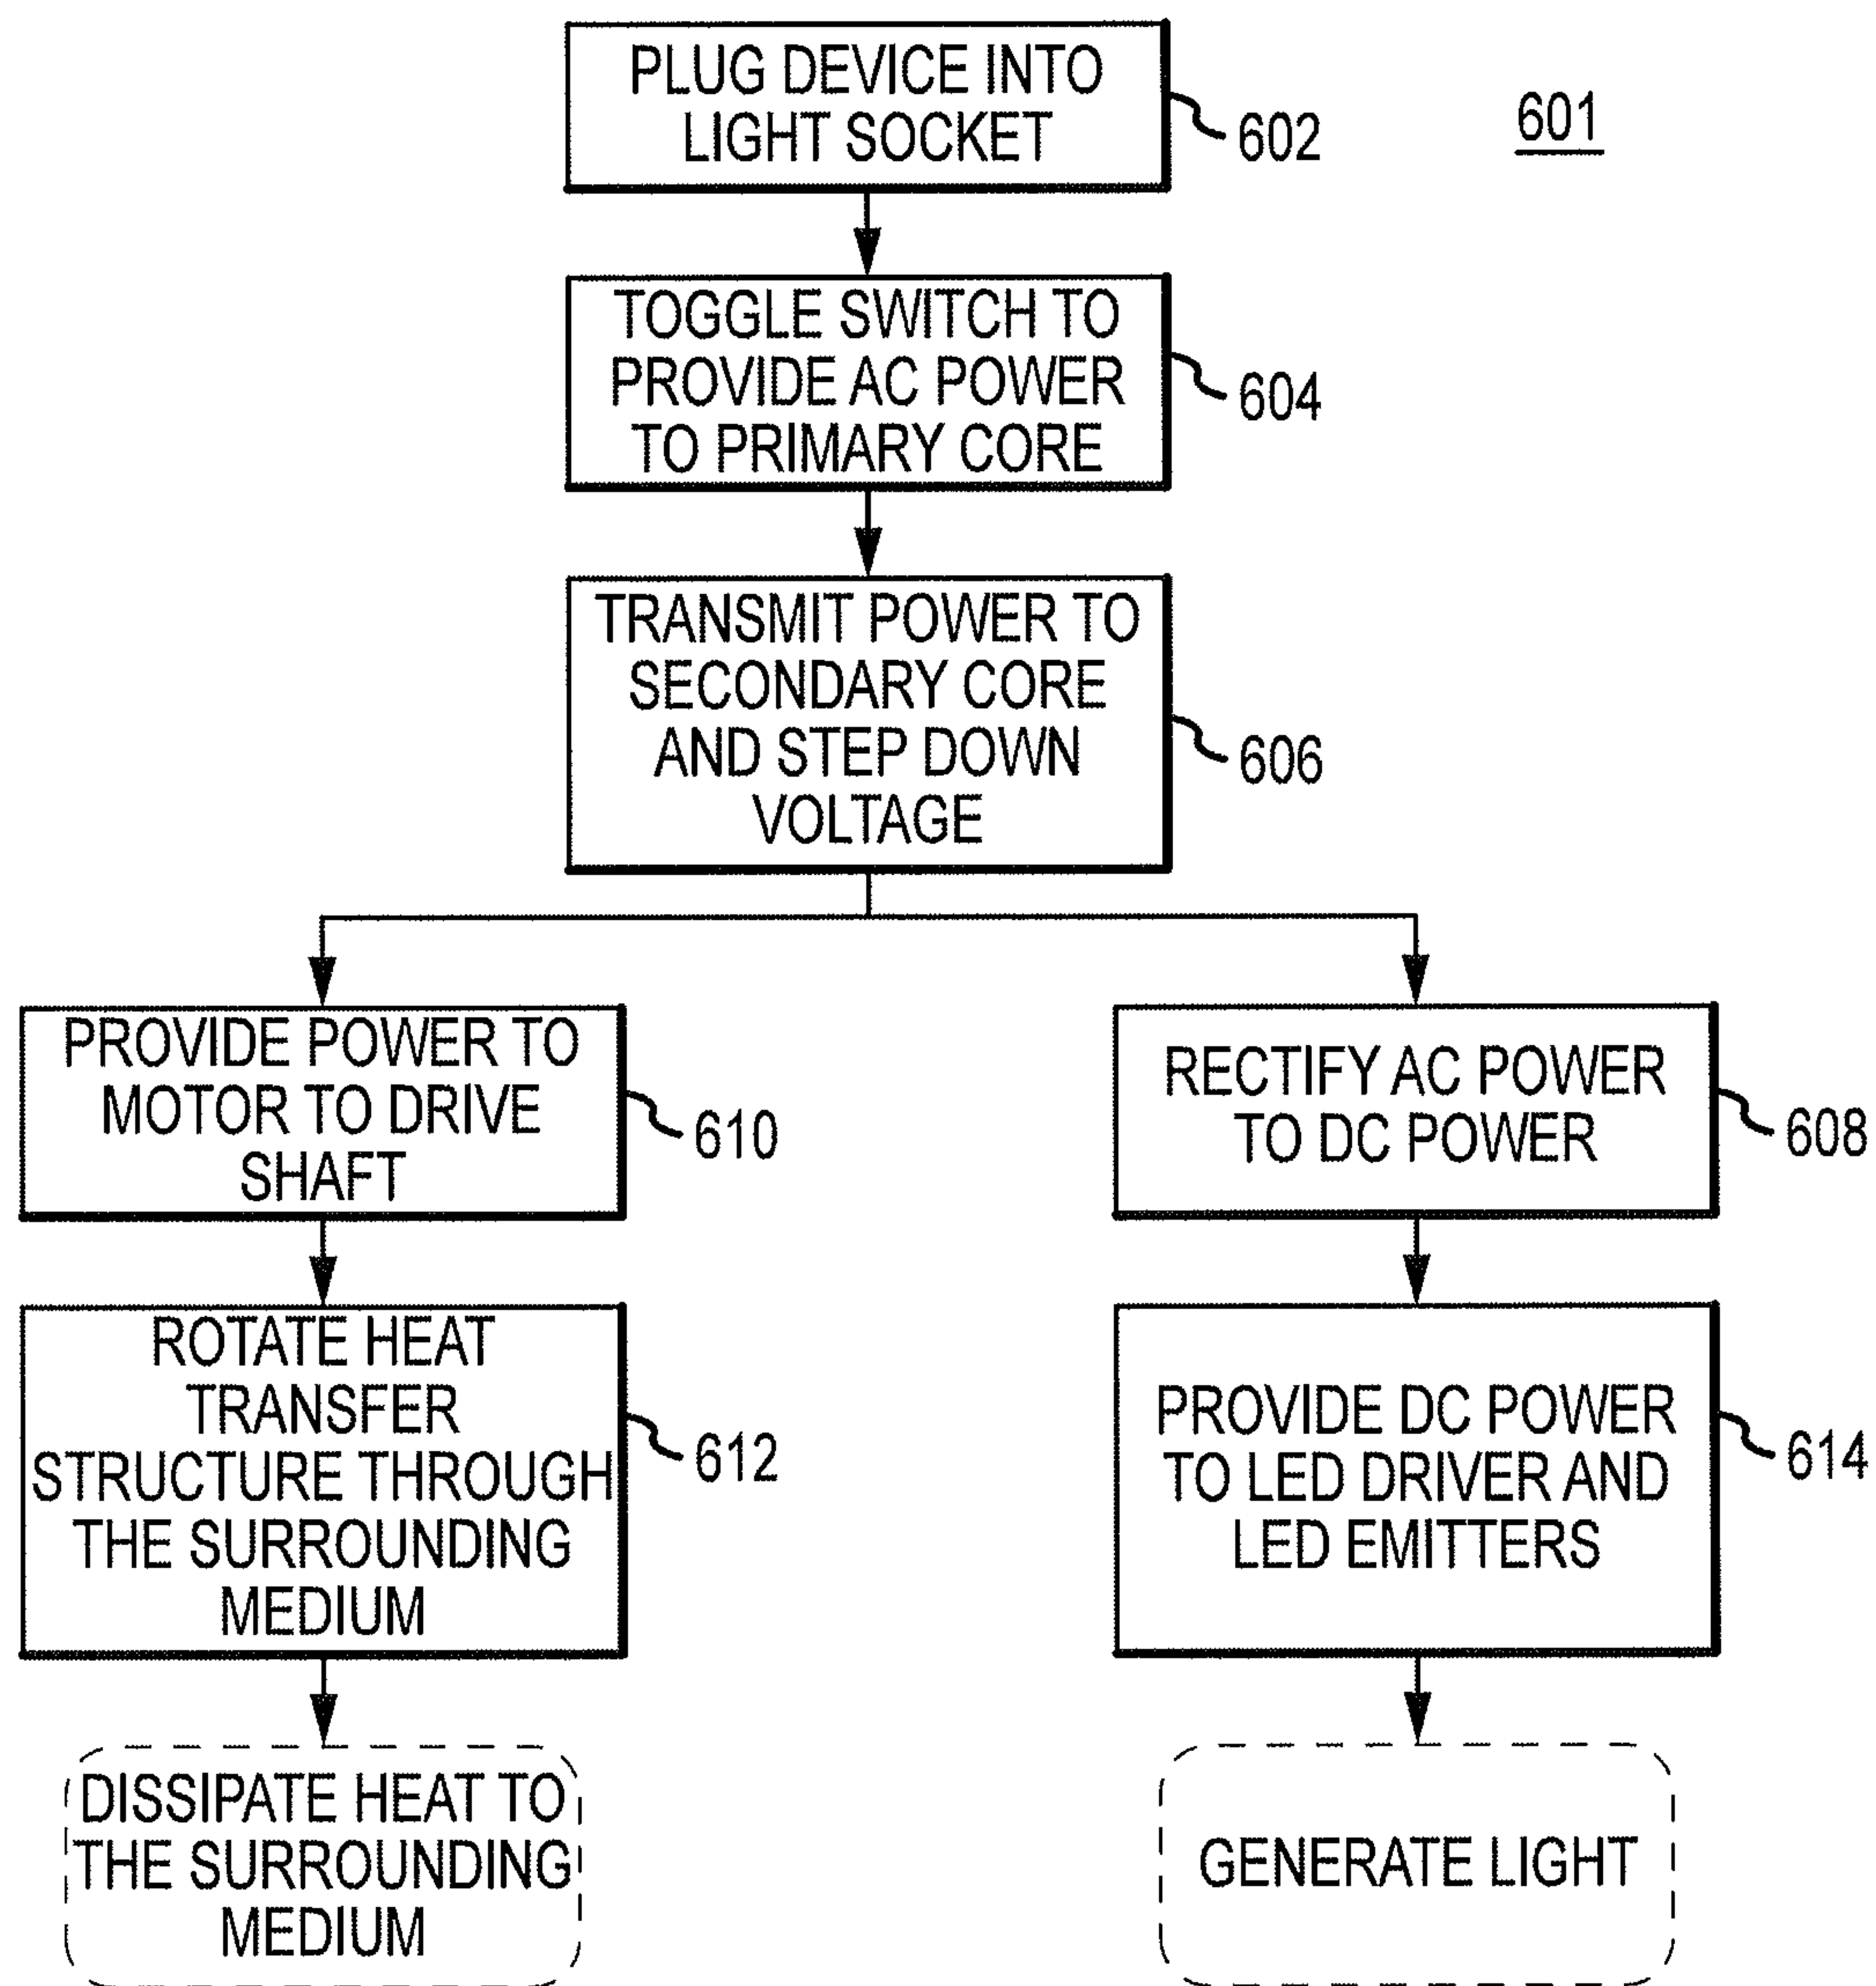 PLUG DEVICE INTO
LIGHT SOCKET
602
601
TOGGLE SWITCH TO
PROVIDE AC POWER
TO PRIMARY CORE
604
TRANSMIT POWER TO
SECONDARY CORE
AND STEP DOWN
VOLTAGE
606
PROVIDE POWER TO
MOTOR TO DRIVE
SHAFT
610
RECTIFY AC POWER
TO DC POWER
608
ROTATE HEAT
TRANSFER
STRUCTURE THROUGH
THE SURROUNDING
MEDIUM
612
PROVIDE DC POWER
TO LED DRIVER AND
LED EMITTERS
614
DISSIPATE HEAT TO
THE SURROUNDING
MEDIUM
GENERATE LIGHT